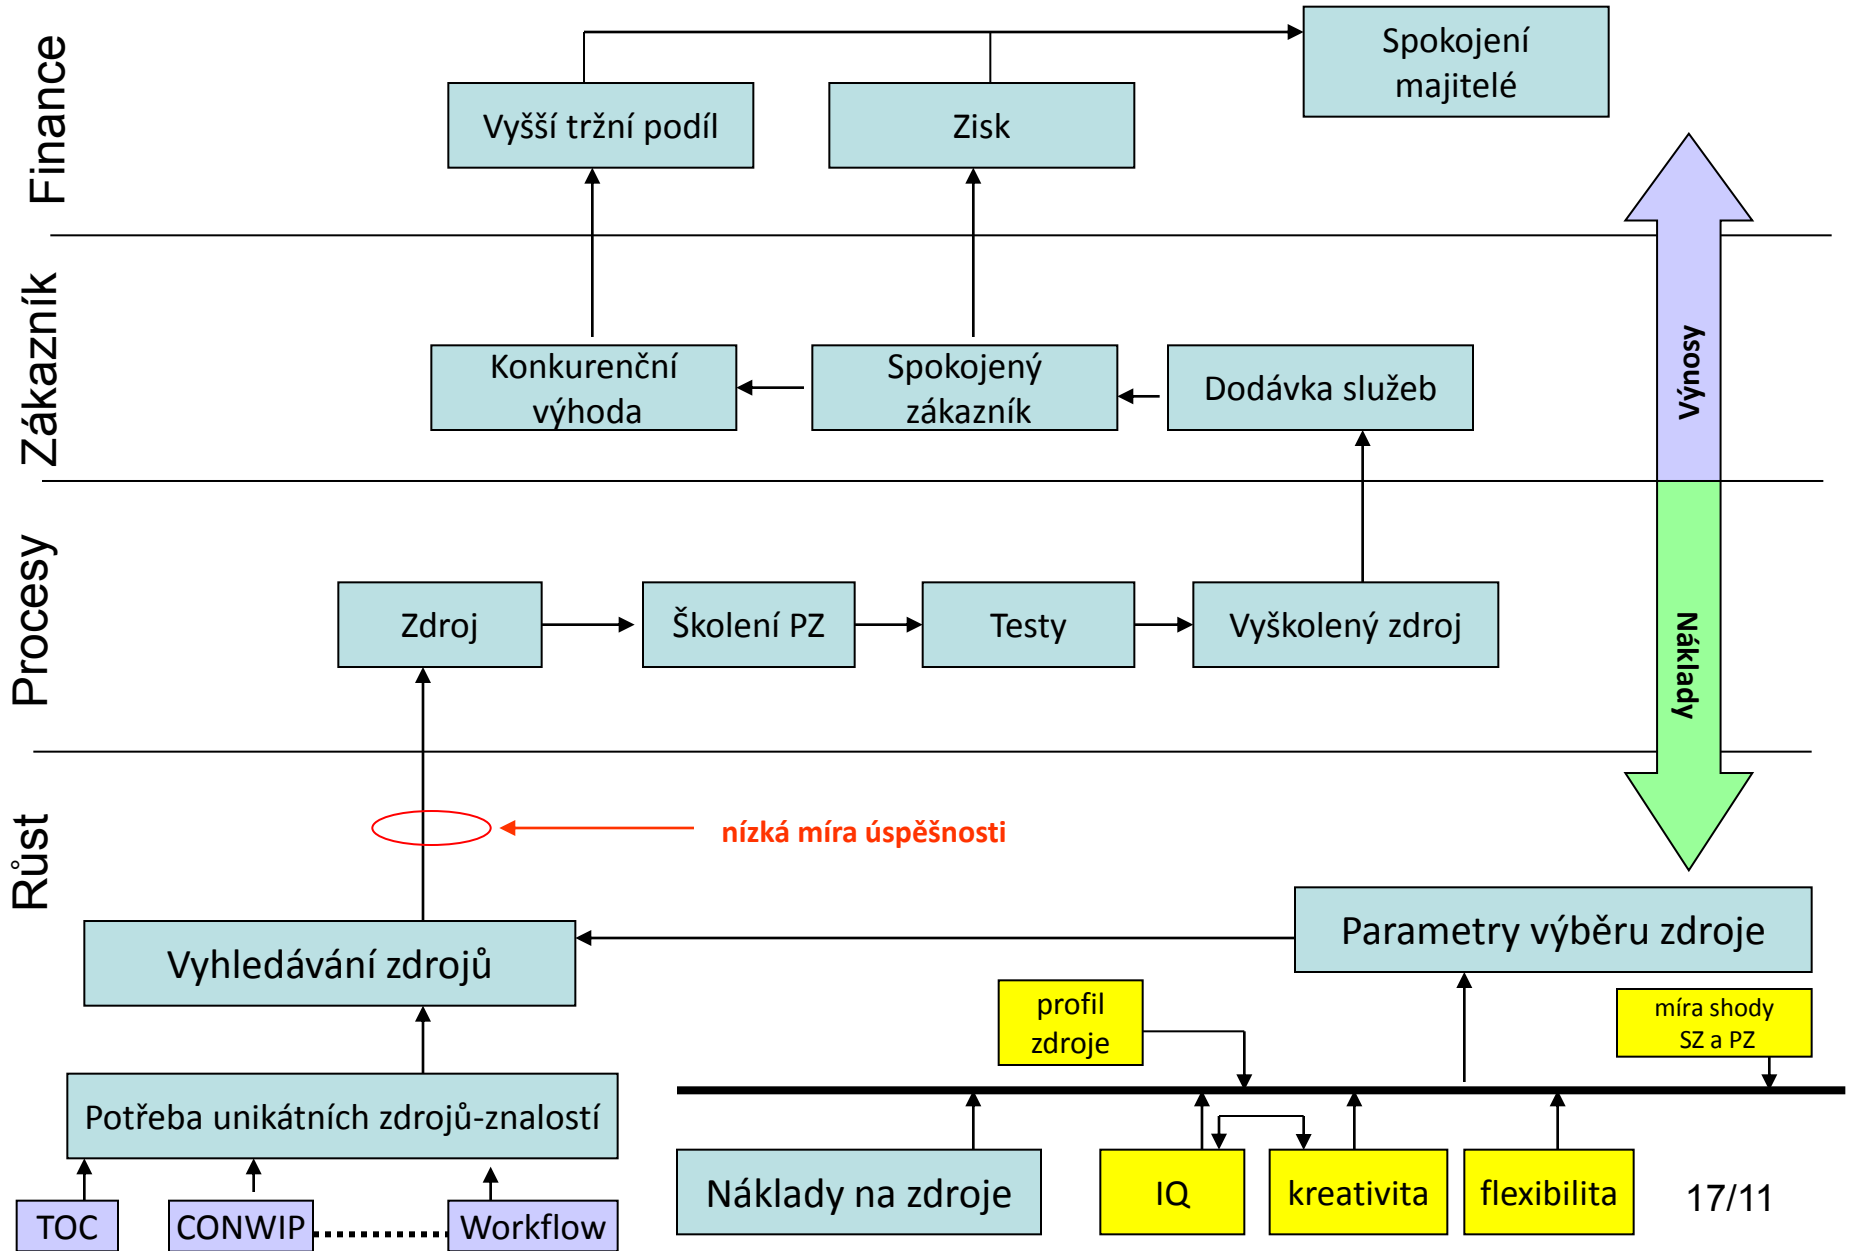 Finance
Spokojení
majitelé
Vyšší tržní podíl
Zisk
Zákazník
Konkurenční
výhoda
Spokojený
zákazník
Dodávka služeb
Výnosy
Procesy
Zdroj
Školení PZ
Testy
Vyškolený zdroj
Náklady
Růst
nízká míra úspěšnosti
Vyhledávání zdrojů
Parametry výběru zdroje
profil
zdroje
míra shody
SZ a PZ
Potřeba unikátních zdrojů-znalostí
Náklady na zdroje
IQ
kreativita
flexibilita
17/11
TOC
CONWIP
Workflow